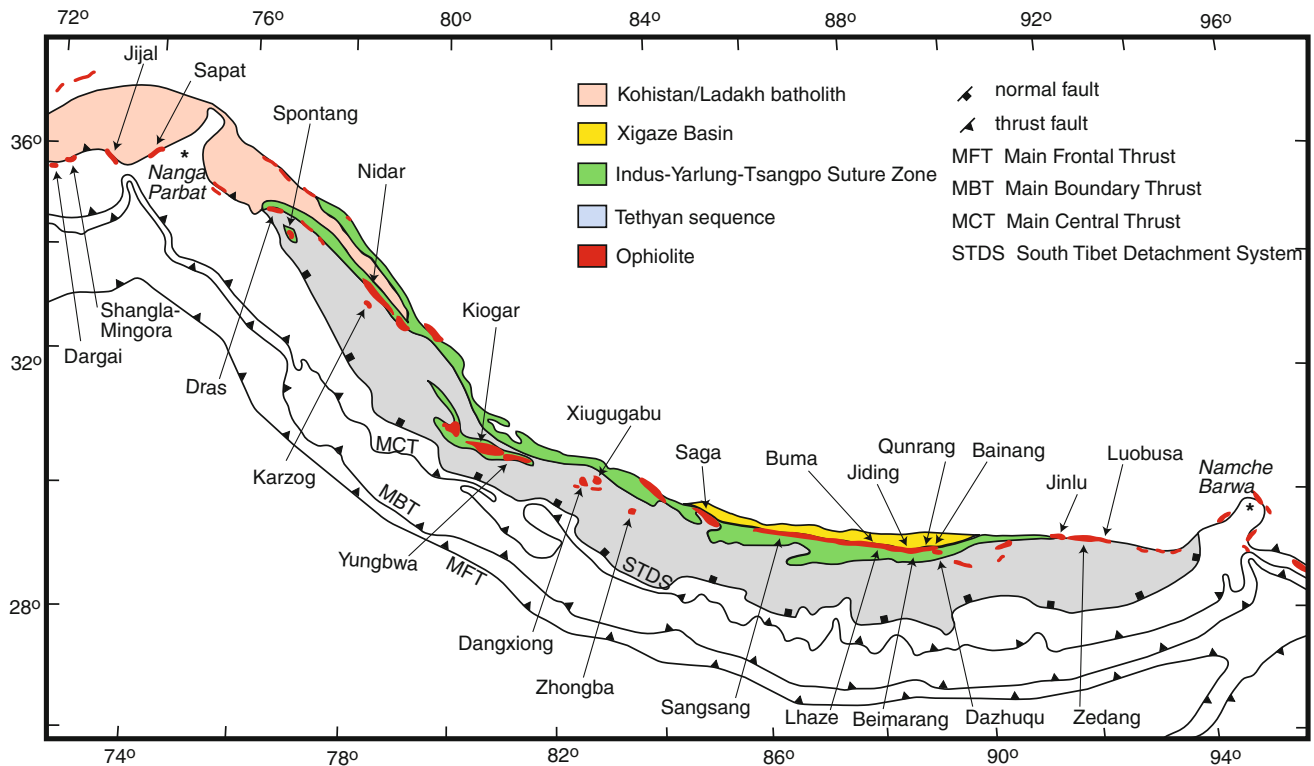 72º 76º 80º 84º 88º 92º 96º
Jijal
Sapat
Spontang
Nidar
Kohistan/Ladakh batholith
Xigaze Basin
Indus-Yarlung-Tsangpo Suture Zone
Tethyan sequence
Ophiolite
normal fault
thrust fault
MFT Main Frontal Thrust
MBT Main Boundary Thrust
MCT Main Central Thrust
STDS South Tibet Detachment System
36º
*
Nanga
Parbat
Shangla-
Mingora
Dargai
32º
Dras
Kiogar
Karzog
MCT
MBT
MFT
Yungbwa
Xiugugabu
Saga
Buma
Jiding
Qunrang
Bainang
Jinlu
Luobusa
Namche
Barwa
*
28º
STDS
Dangxiong
Zhongba
Sangsang
Lhaze
Beimarang
Dazhuqu
Zedang
74º 78º 82º 86º 90º 94º